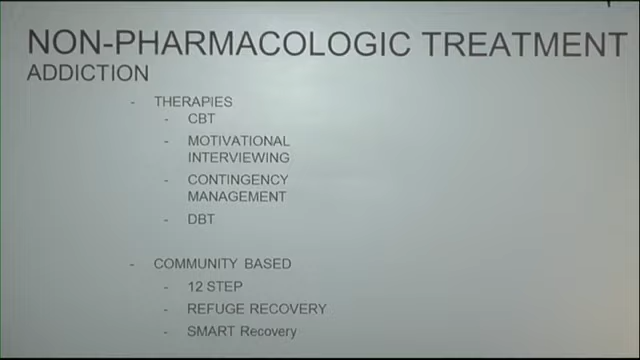 NON-PHARMACOLOGIC TREATMENT
ADDICTION
- THERAPIES
- CBT
- MOTIVATIONAL
INTERVIEWING
- CONTINGENCY
MANAGEMENT
- DBT
- COMMUNITY BASED
- 12 STEP
- REFUGE RECOVERY
- SMART Recovery